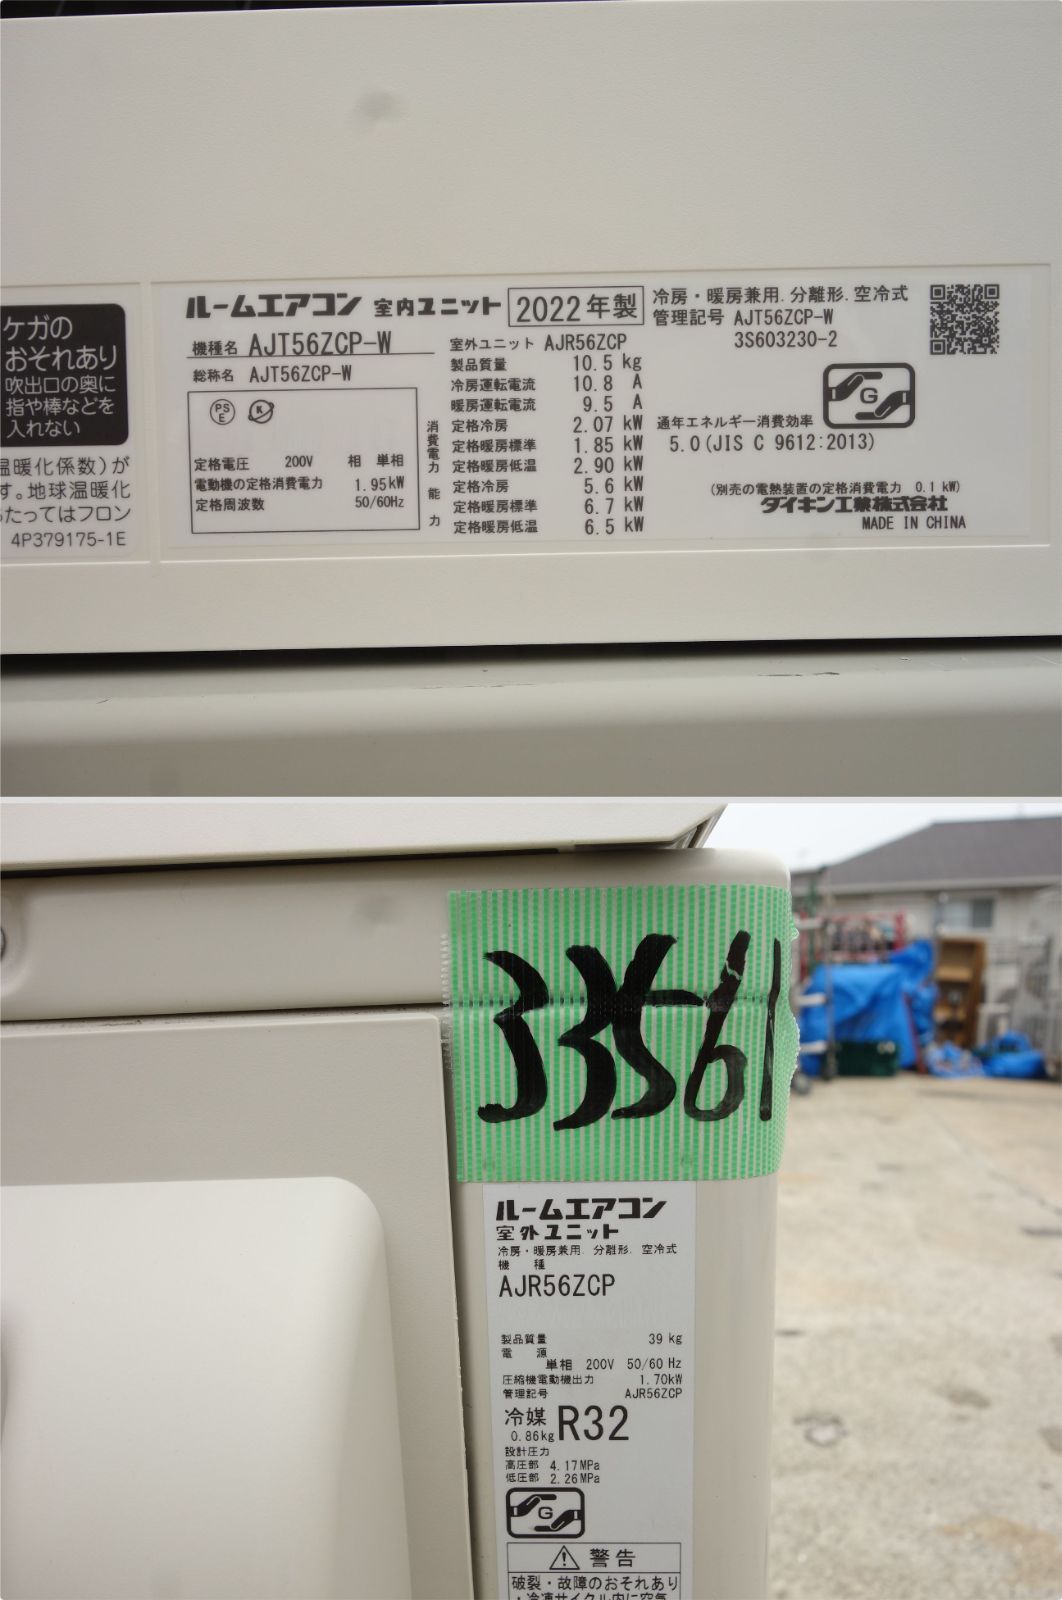 ケガの
おそれあり
吹出口の奥に
指や棒などを
入れない
温暖化係数)が
す。地球温暖化
たってはフロン
4P379175-1E
ルームエアコン 室内ユニット 2022年製
機種名 AJT56ZCP-W
総称名 AJT56ZCP-W
PS
E
K
定格電圧 200V 相 単相
電動機の定格消費電力 1.95kW
定格周波数 50/60Hz
室外ユニット AJR56ZCP
製品質量 10.5 kg
冷房運転電流 10.8 A
暖房運転電流 9.5 A
消費電力
定格冷房 2.07 kW
定格暖房標準 1.85 kW
定格暖房低温 2.90 kW
能力
定格冷房 5.6 kW
定格暖房標準 6.7 kW
定格暖房低温 6.5 kW
冷房・暖房兼用.分離形.空冷式
管理記号 AJT56ZCP-W
3S603230-2
G
通年エネルギー消費効率
5.0(JIS C 9612:2013)
(別売の電熱装置の定格消費電力 0.1 kW)
ダイキン工業株式会社
MADE IN CHINA
33561
ルームエアコン
室外ユニット
冷房・暖房兼用. 分離形. 空冷式
機 種
AJR56ZCP
製品質量 39 kg
電 源
単相 200V 50/60 Hz
圧縮機電動機出力 1.70kW
管理記号 AJR56ZCP
冷媒 R32
0.86kg
設計圧力
高圧部 4.17MPa
低圧部 2.26MPa
G
警告
破裂・故障のおそれあり
・冷凍サイクル内に空気